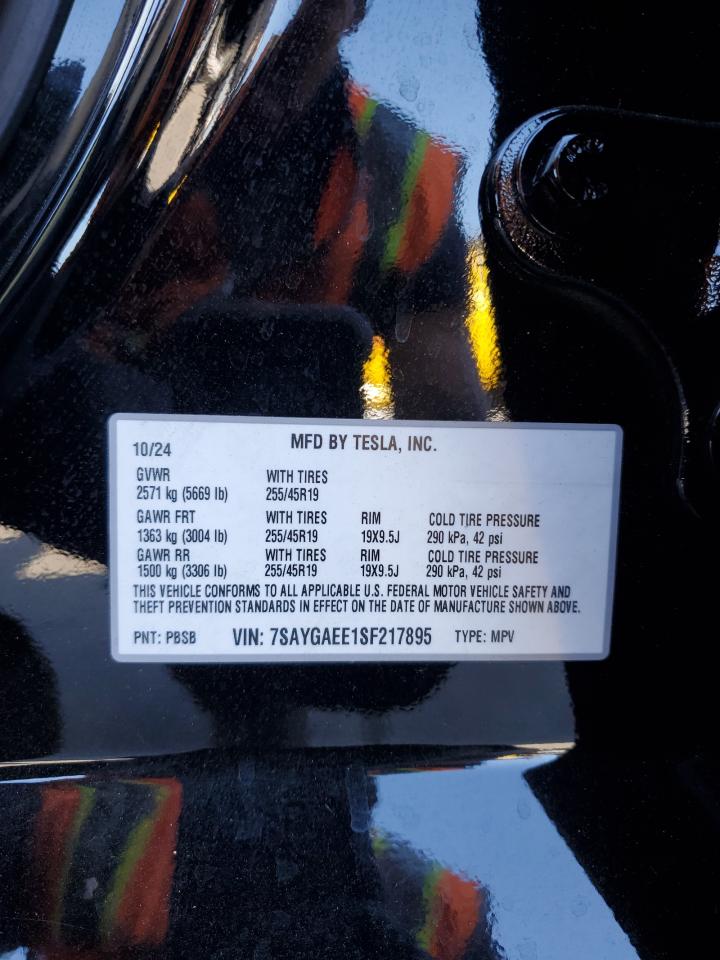 MFD BY TESLA, INC.
10/24
GVWR WITH TIRES
2571 kg (5669 lb) 255/45R19
GAWR FRT WITH TIRES RIM COLD TIRE PRESSURE
1363 kg (3004 lb) 255/45R19 19X9.5J 290 kPa, 42 psi
GAWR RR WITH TIRES RIM COLD TIRE PRESSURE
1500 kg (3306 lb) 255/45R19 19X9.5J 290 kPa, 42 psi
THIS VEHICLE CONFORMS TO ALL APPLICABLE U.S. FEDERAL MOTOR VEHICLE SAFETY AND
THEFT PREVENTION STANDARDS IN EFFECT ON THE DATE OF MANUFACTURE SHOWN ABOVE.
PNT: PBSB VIN: 7SAYGAEE1SF217895 TYPE: MPV